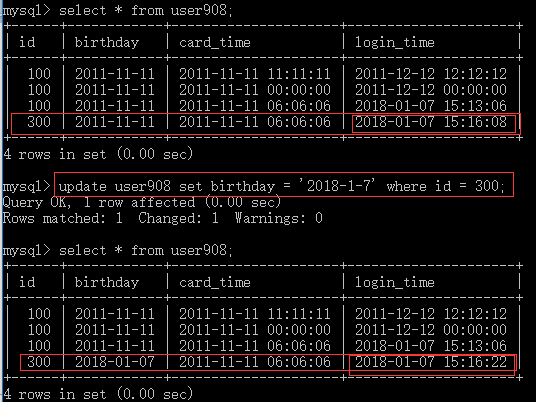 mysql> select * from user908;
+------+------------+---------------------+---------------------+
| id   | birthday   | card_time           | login_time          |
+------+------------+---------------------+---------------------+
|  100 | 2011-11-11 | 2011-11-11 11:11:11 | 2011-12-12 12:12:12 |
|  100 | 2011-11-11 | 2011-11-11 00:00:00 | 2011-12-12 00:00:00 |
|  100 | 2011-11-11 | 2011-11-11 06:06:06 | 2018-01-07 15:13:06 |
|  300 | 2011-11-11 | 2011-11-11 06:06:06 | 2018-01-07 15:16:08 |
+------+------------+---------------------+---------------------+
4 rows in set (0.00 sec)
mysql> update user908 set birthday = '2018-1-7' where id = 300;
Query OK, 1 row affected (0.00 sec)
Rows matched: 1  Changed: 1  Warnings: 0
mysql> select * from user908;
+------+------------+---------------------+---------------------+
| id   | birthday   | card_time           | login_time          |
+------+------------+---------------------+---------------------+
|  100 | 2011-11-11 | 2011-11-11 11:11:11 | 2011-12-12 12:12:12 |
|  100 | 2011-11-11 | 2011-11-11 00:00:00 | 2011-12-12 00:00:00 |
|  100 | 2011-11-11 | 2011-11-11 06:06:06 | 2018-01-07 15:13:06 |
|  300 | 2018-01-07 | 2011-11-11 06:06:06 | 2018-01-07 15:16:22 |
+------+------------+---------------------+---------------------+
4 rows in set (0.00 sec)